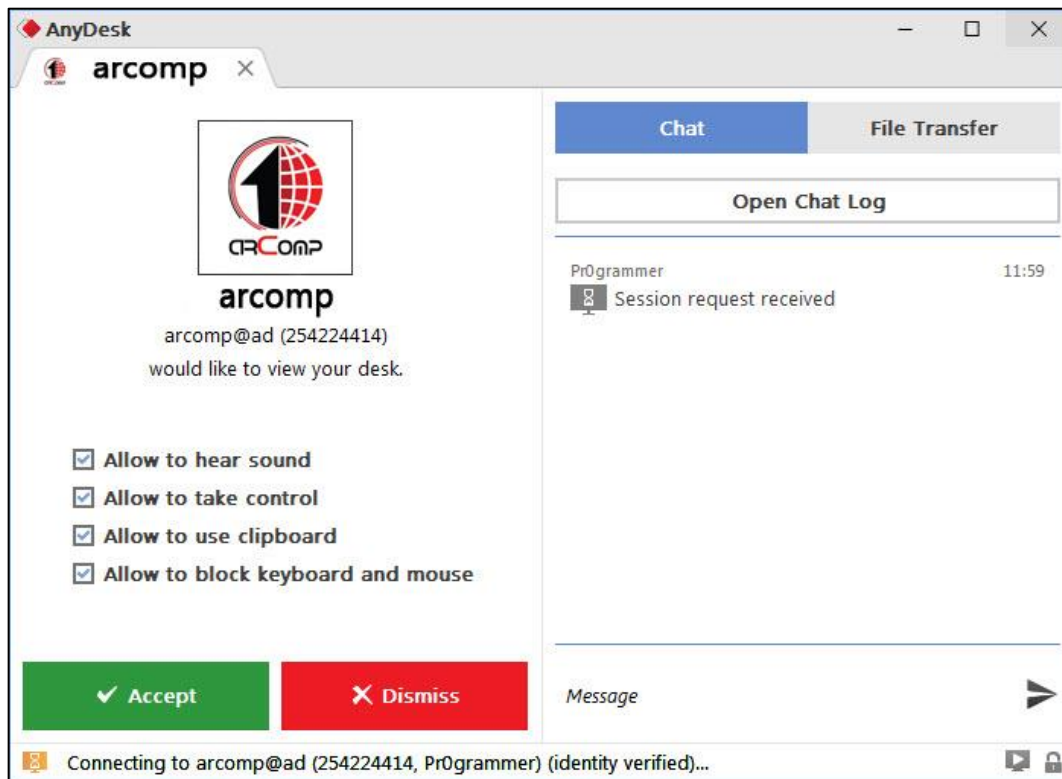 AnyDesk
arcomp
arComp
arcomp
arcomp@ad (254224414)
would like to view your desk.
Allow to hear sound
Allow to take control
Allow to use clipboard
Allow to block keyboard and mouse
Accept
Dismiss
Chat
File Transfer
Open Chat Log
Pr0grammer 11:59
Session request received
Message
Connecting to arcomp@ad (254224414, Pr0grammer) (identity verified)...